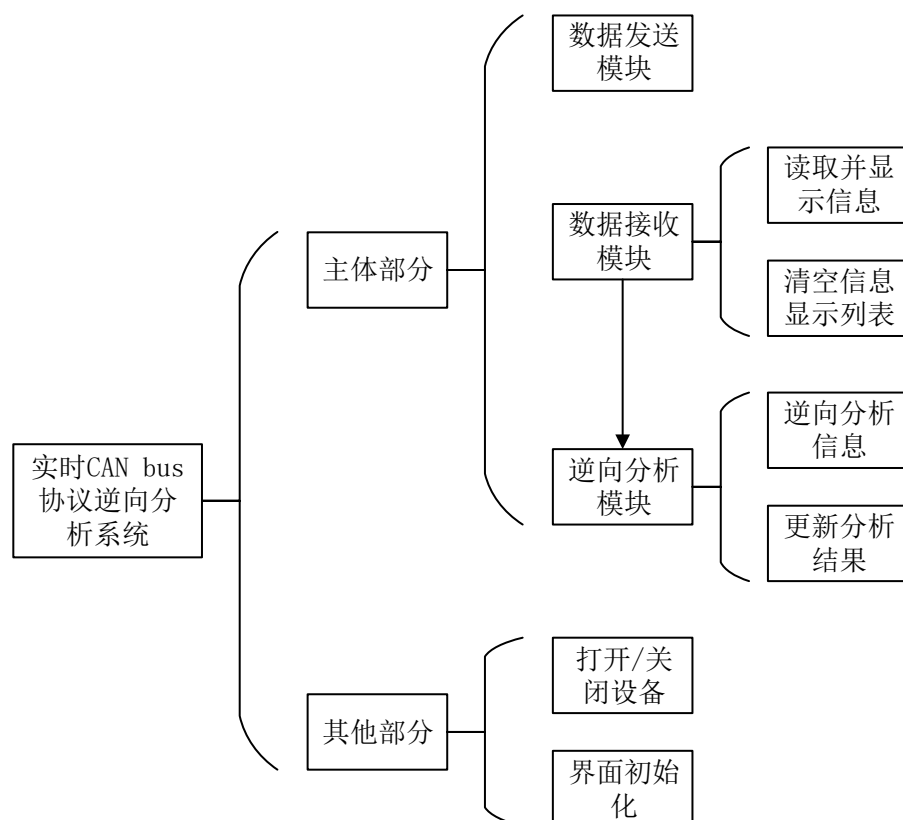 数据发送
模块
读取并显
示信息
数据接收
模块
主体部分
清空信息
显示列表
逆向分析
信息
实时CAN bus
协议逆向分
析系统
逆向分析
模块
更新分析
结果
打开/关
闭设备
其他部分
界面初始
化